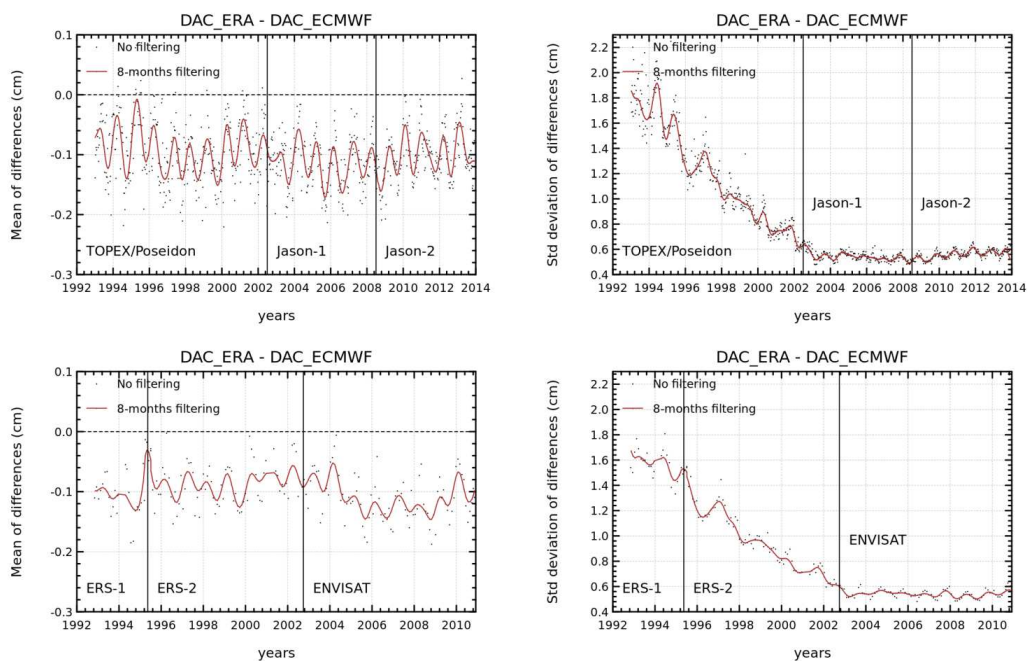 DAC_ERA - DAC_ECMWF
Mean of differences (cm)
0.1
0.0
-0.1
-0.2
-0.3
No filtering
8-months filtering
TOPEX/Poseidon
Jason-1
Jason-2
1992 1994 1996 1998 2000 2002 2004 2006 2008 2010 2012 2014
years
DAC_ERA - DAC_ECMWF
Std deviation of differences (cm)
2.2
2.0
1.8
1.6
1.4
1.2
1.0
0.8
0.6
0.4
No filtering
8-months filtering
Jason-1
Jason-2
TOPEX/Poseidon
1992 1994 1996 1998 2000 2002 2004 2006 2008 2010 2012 2014
years
DAC_ERA - DAC_ECMWF
Mean of differences (cm)
0.1
0.0
-0.1
-0.2
-0.3
No filtering
8-months filtering
ERS-1
ERS-2
ENVISAT
1992 1994 1996 1998 2000 2002 2004 2006 2008 2010
years
DAC_ERA - DAC_ECMWF
Std deviation of differences (cm)
2.2
2.0
1.8
1.6
1.4
1.2
1.0
0.8
0.6
0.4
No filtering
8-months filtering
ENVISAT
ERS-1
ERS-2
1992 1994 1996 1998 2000 2002 2004 2006 2008 2010
years